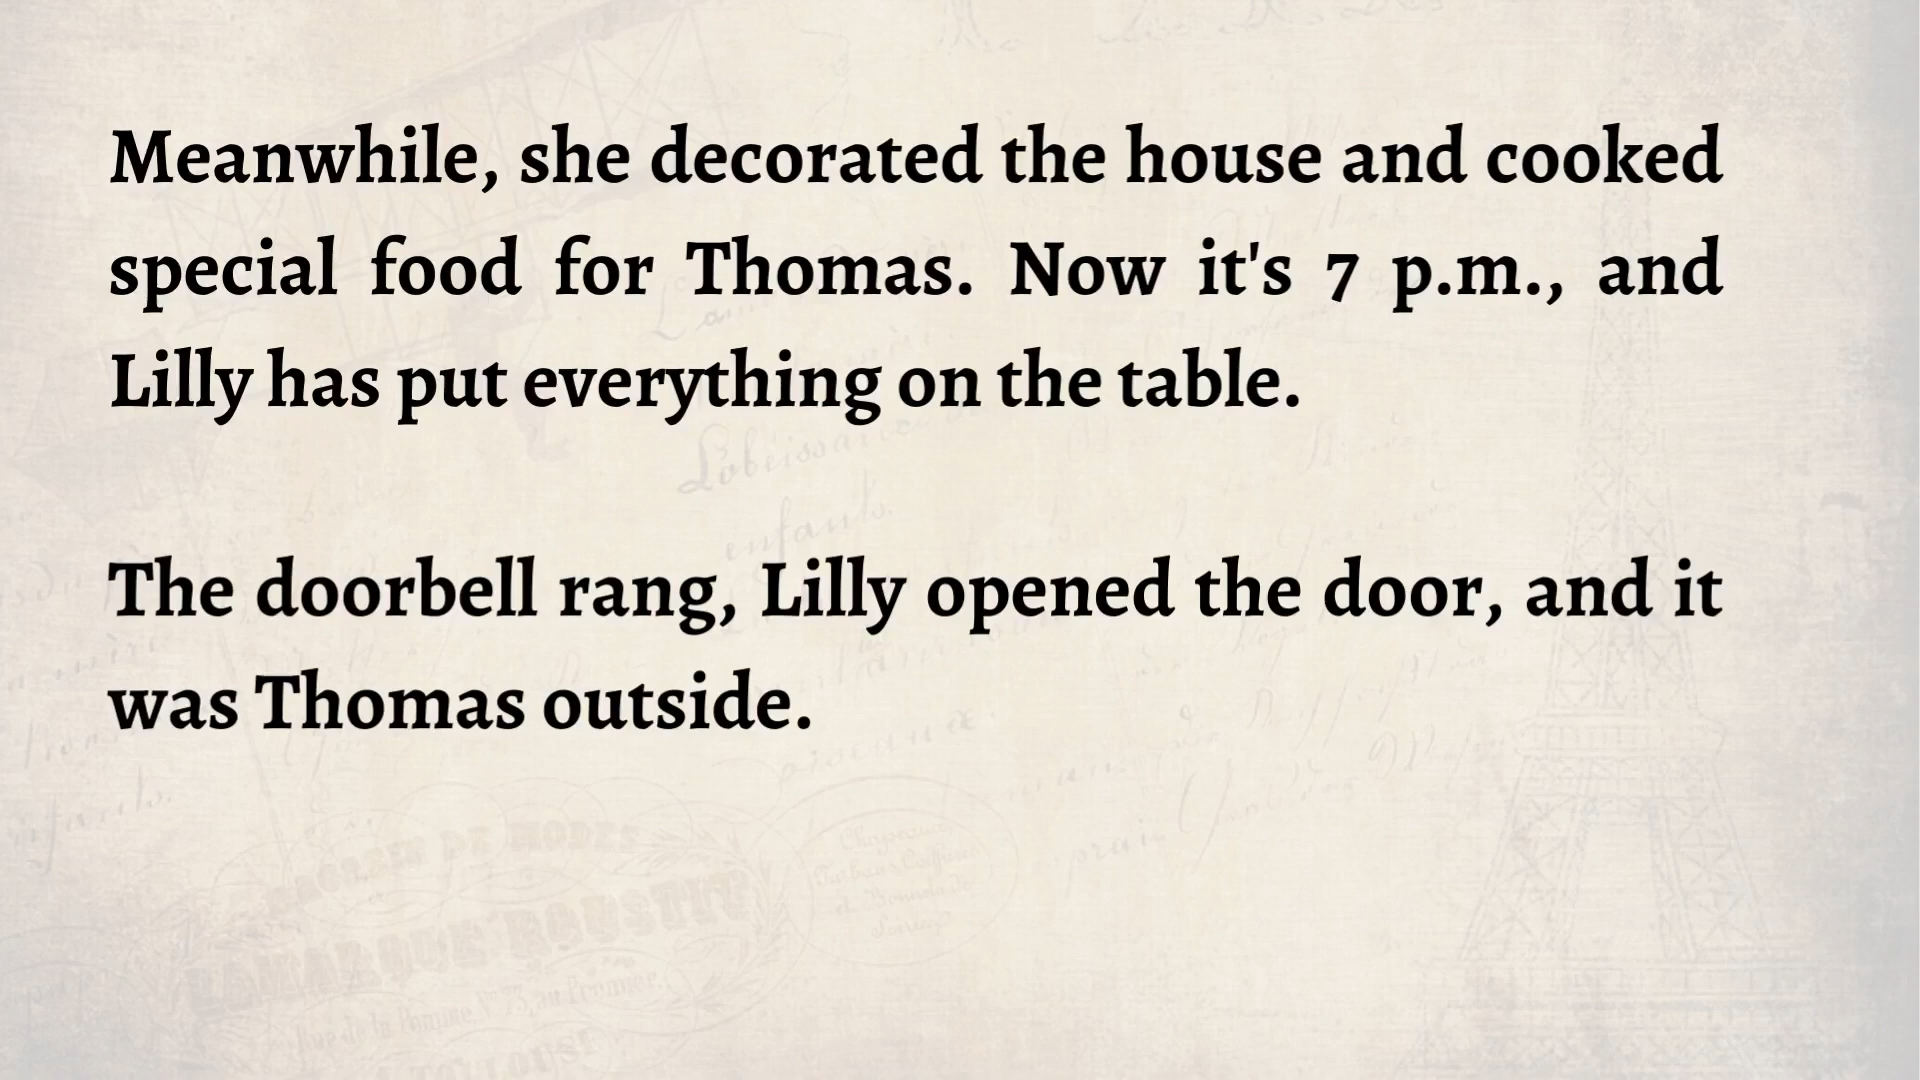 Meanwhile, she decorated the house and cooked
special food for Thomas. Now it's 7 p.m., and
Lilly has put everything on the table.
The doorbell rang, Lilly opened the door, and it
was Thomas outside.